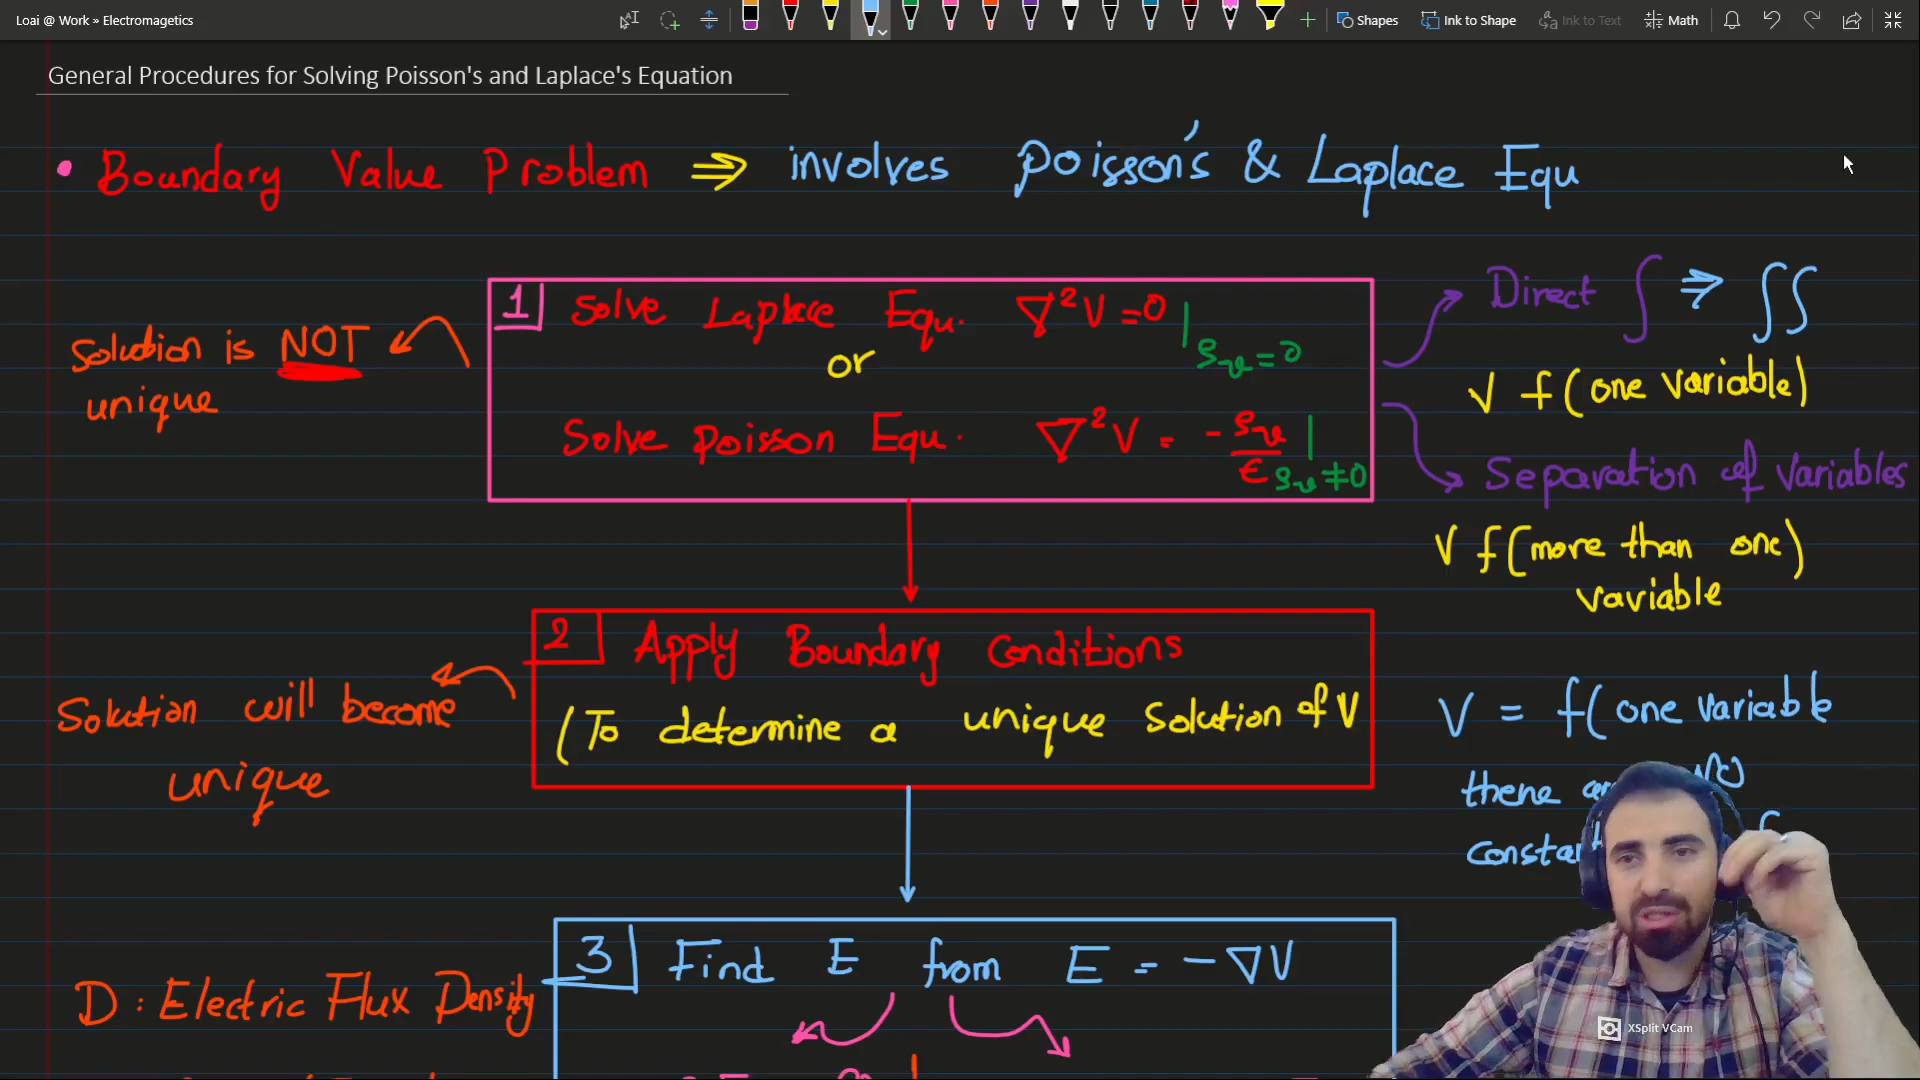 Loai @ Work » Electromagetics
Shapes Ink to Shape Ink to Text Math
General Procedures for Solving Poisson's and Laplace's Equation
• Boundary Value Problem ⇒ involves Poisson's & Laplace Equ
1 Solve Laplace Equ. ∇²V = 0 | ρᵥ = 0
or
Solve Poisson Equ. ∇²V = - ρᵥ/ε | ρᵥ ≠ 0
Solution is NOT
unique
Direct ∫ ⇒ ∫∫
V f (one variable)
Separation of variables
V f (more than one)
variable
2 Apply Boundary Conditions
(To determine a unique solution of V
Solution will become
unique
V = f (one variable
there
3 Find E from E = - ∇V
D : Electric Flux Density
XSplit VCam